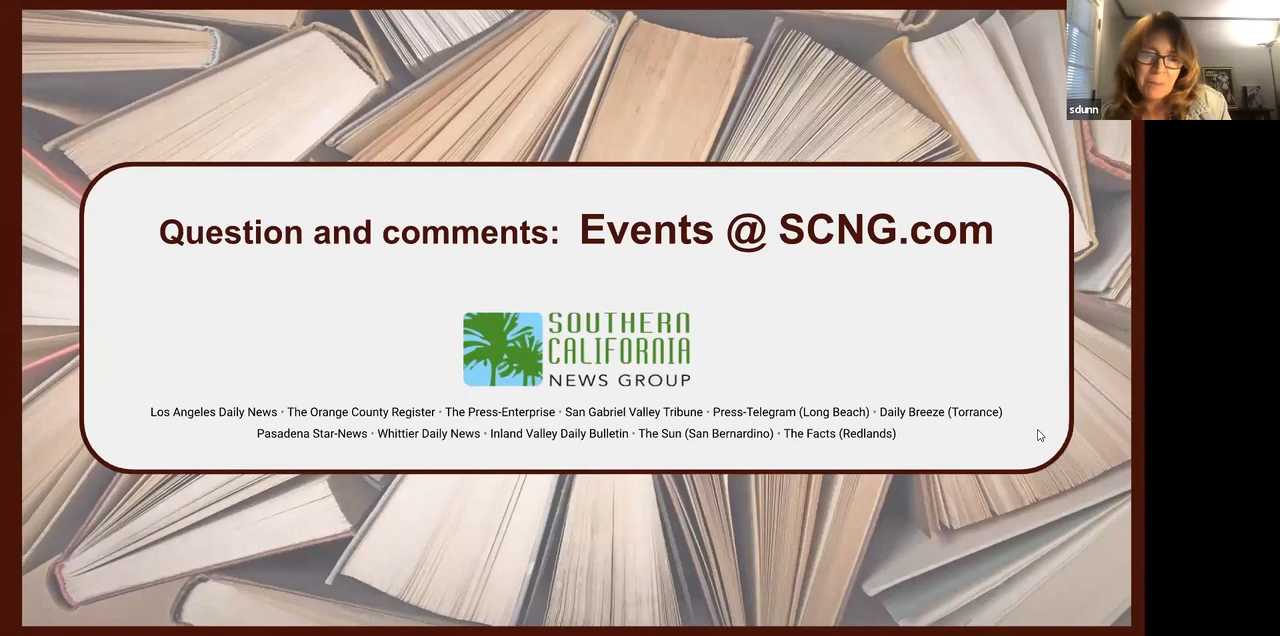 sdunn
Question and comments: Events @ SCNG.com
SOUTHERN
CALIFORNIA
NEWS GROUP
Los Angeles Daily News • The Orange County Register • The Press-Enterprise • San Gabriel Valley Tribune • Press-Telegram (Long Beach) • Daily Breeze (Torrance)
Pasadena Star-News • Whittier Daily News • Inland Valley Daily Bulletin • The Sun (San Bernardino) • The Facts (Redlands)